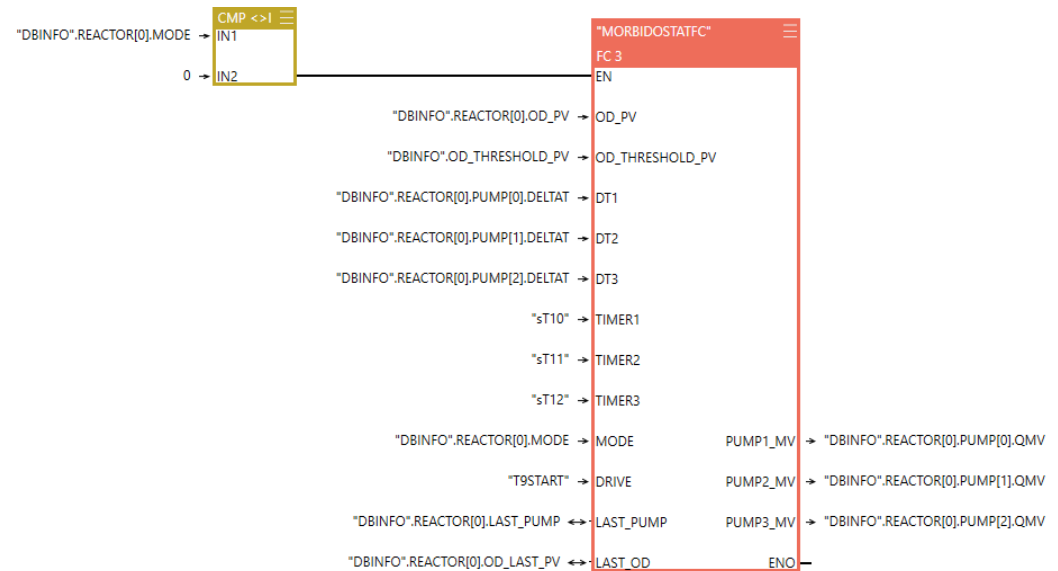 CMP <>I
"DBINFO".REACTOR[0].MODE IN1
0 IN2
"MORBIDOSTATFC"
FC 3
EN
"DBINFO".REACTOR[0].OD_PV OD_PV
"DBINFO".OD_THRESHOLD_PV OD_THRESHOLD_PV
"DBINFO".REACTOR[0].PUMP[0].DELTAT DT1
"DBINFO".REACTOR[0].PUMP[1].DELTAT DT2
"DBINFO".REACTOR[0].PUMP[2].DELTAT DT3
"sT10" TIMER1
"sT11" TIMER2
"sT12" TIMER3
"DBINFO".REACTOR[0].MODE MODE PUMP1_MV "DBINFO".REACTOR[0].PUMP[0].QMV
"T9START" DRIVE PUMP2_MV "DBINFO".REACTOR[0].PUMP[1].QMV
"DBINFO".REACTOR[0].LAST_PUMP LAST_PUMP PUMP3_MV "DBINFO".REACTOR[0].PUMP[2].QMV
"DBINFO".REACTOR[0].OD_LAST_PV LAST_OD ENO